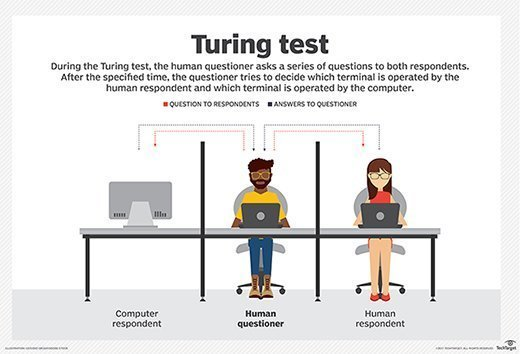 Turing test
During the Turing test, the human questioner asks a series of questions to both respondents.
After the specified time, the questioner tries to decide which terminal is operated by the
human respondent and which terminal is operated by the computer.
QUESTION TO RESPONDENTS ANSWERS TO QUESTIONER
Computer
respondent
Human
questioner
Human
respondent
TechTarget